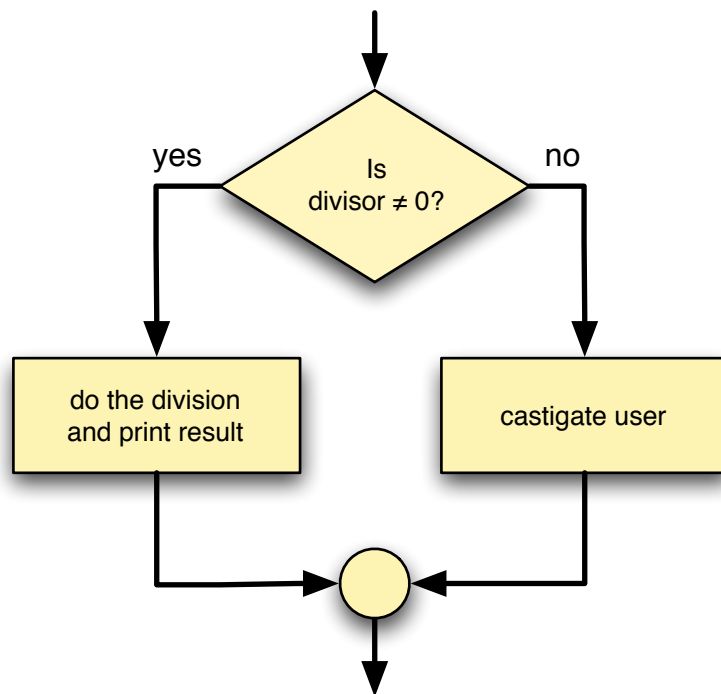 yes
Is
divisor ≠ 0?
no
do the division
and print result
castigate user